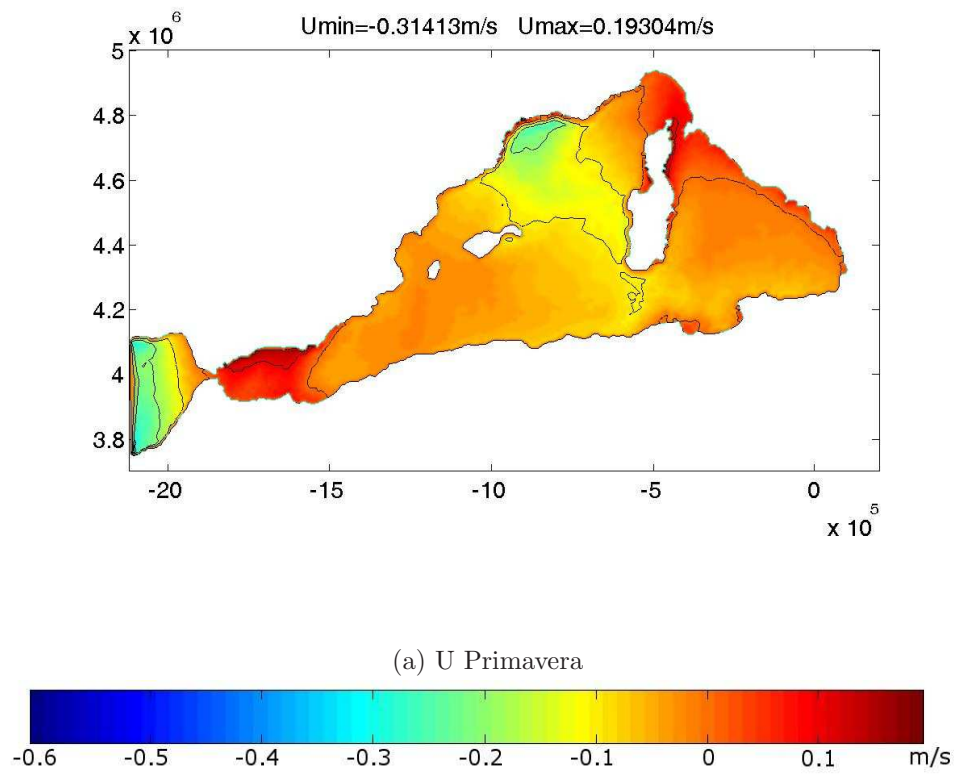 Umin=-0.31413m/s Umax=0.19304m/s
x 10^6
5
4.8
4.6
4.4
4.2
4
3.8
-20 -15 -10 -5 0
x 10^5
(a) U Primavera
-0.6 -0.5 -0.4 -0.3 -0.2 -0.1 0 0.1 m/s